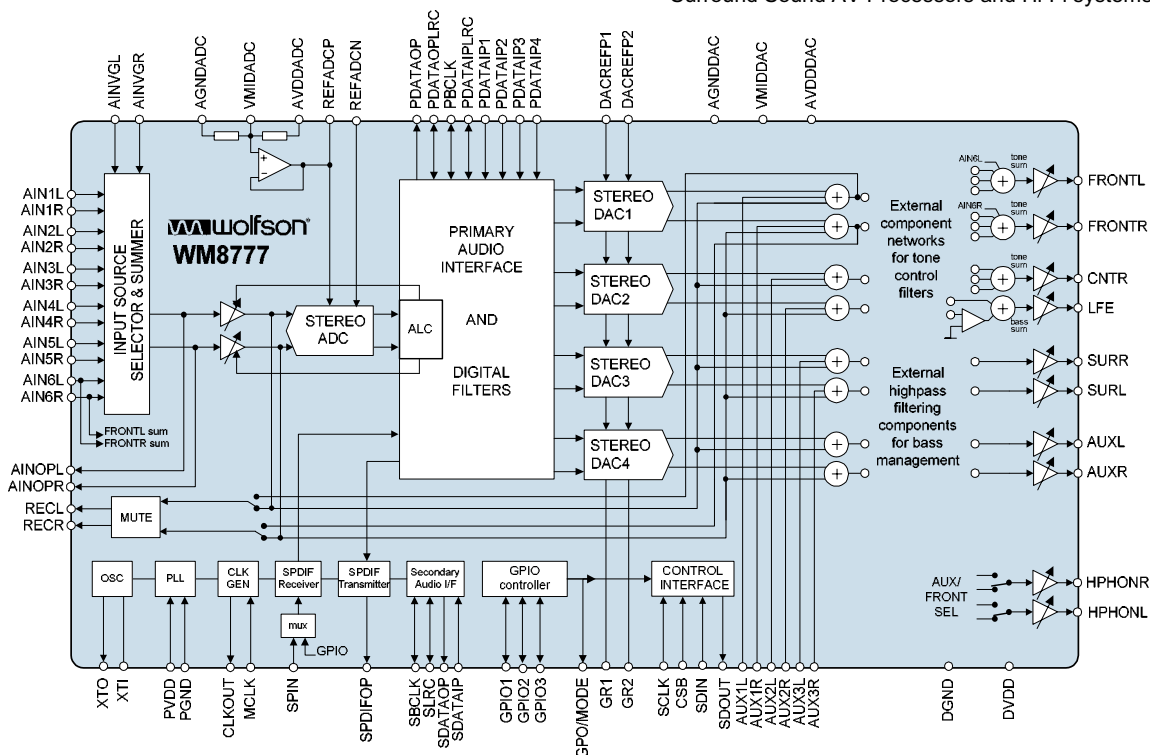 Surround Sound AV Processors and Hi-Fi systems
AINVGL
AINVGR
AGNDADC
VMIDADC
AVDDADC
REFADCP
REFADCN
PDATAOP
PDATAOPLRC
PBCLK
PDATAIPLRC
PDATAIP1
PDATAIP2
PDATAIP3
PDATAIP4
DACREFP1
DACREFP2
AGNDDAC
VMIDDAC
AVDDDAC
AIN1L
AIN1R
AIN2L
AIN2R
AIN3L
AIN3R
AIN4L
AIN4R
AIN5L
AIN5R
AIN6L
AIN6R
INPUT SOURCE
SELECTOR & SUMMER
wolfson®
WM8777
+
-
STEREO
ADC
ALC
PRIMARY
AUDIO
INTERFACE
AND
DIGITAL
FILTERS
STEREO
DAC1
STEREO
DAC2
STEREO
DAC3
STEREO
DAC4
+
+
+
+
+
+
+
+
External
component
networks
for tone
control
filters
External
highpass
filtering
components
for bass
management
AIN6L
tone
sum
+
AIN6R
tone
sum
+
tone
sum
+
+
bass
sum
FRONTL
FRONTR
CNTR
LFE
SURR
SURL
AUXL
AUXR
FRONTL sum
FRONTR sum
AINOPL
AINOPR
RECL
RECR
MUTE
OSC
PLL
CLK
GEN
SPDIF
Receiver
SPDIF
Transmitter
Secondary
Audio I/F
GPIO
controller
CONTROL
INTERFACE
mux
GPIO
AUX/
FRONT
SEL
HPHONR
HPHONL
XTO
XTI
PVDD
PGND
CLKOUT
MCLK
SPIN
SPDIFOP
SBCLK
SLRC
SDATAOP
SDATAIP
GPIO1
GPIO2
GPIO3
GPO/MODE
GR1
GR2
SCLK
CSB
SDIN
SDOUT
AUX1L
AUX1R
AUX2L
AUX2R
AUX3L
AUX3R
DGND
DVDD